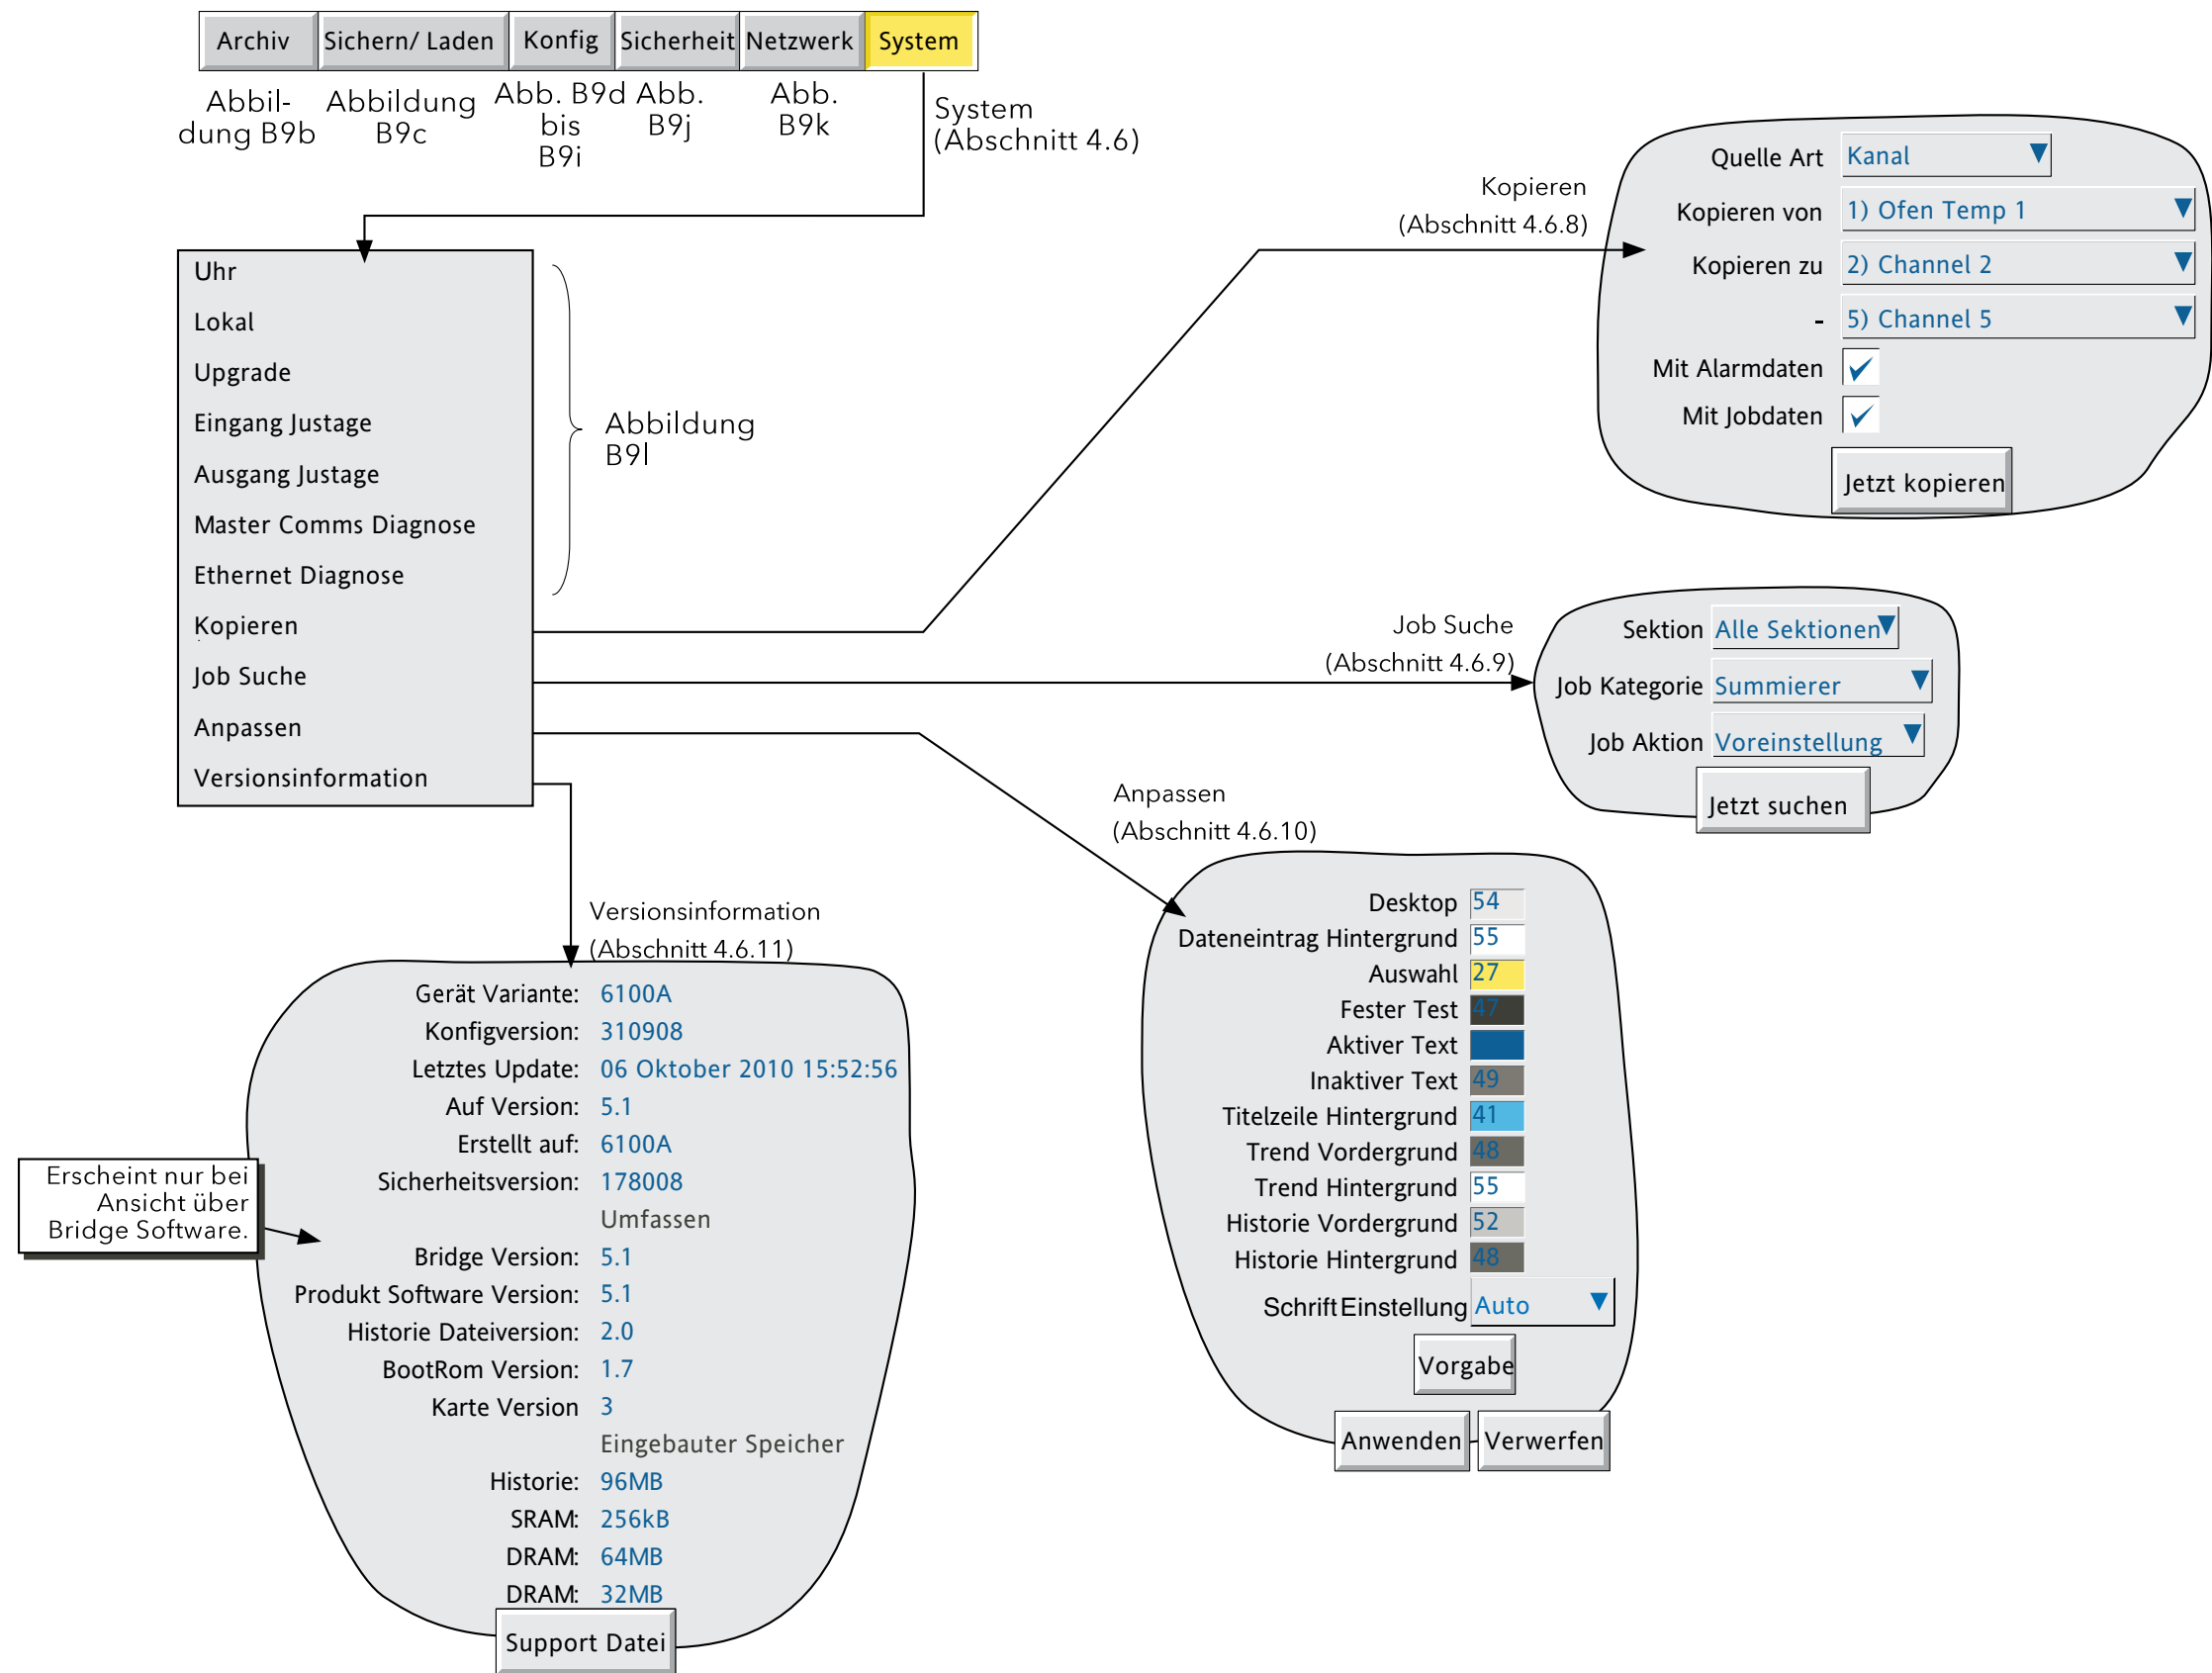 Archiv
Sichern/ Laden
Konfig
Sicherheit
Netzwerk
System
Abbil-
dung B9b
Abbildung
B9c
Abb. B9d
bis
B9i
Abb.
B9j
Abb.
B9k
System
(Abschnitt 4.6)
Uhr
Lokal
Upgrade
Eingang Justage
Ausgang Justage
Master Comms Diagnose
Ethernet Diagnose
Kopieren
Job Suche
Anpassen
Versionsinformation
Abbildung
B9l
Kopieren
(Abschnitt 4.6.8)
Quelle Art Kanal
Kopieren von 1) Ofen Temp 1
Kopieren zu 2) Channel 2
- 5) Channel 5
Mit Alarmdaten
Mit Jobdaten
Jetzt kopieren
Job Suche
(Abschnitt 4.6.9)
Sektion Alle Sektionen
Job Kategorie Summierer
Job Aktion Voreinstellung
Jetzt suchen
Anpassen
(Abschnitt 4.6.10)
Desktop 54
Dateneintrag Hintergrund 55
Auswahl 27
Fester Test 47
Aktiver Text
Inaktiver Text 49
Titelzeile Hintergrund 41
Trend Vordergrund 48
Trend Hintergrund 55
Historie Vordergrund 52
Historie Hintergrund 48
Schrift Einstellung Auto
Vorgabe
Anwenden
Verwerfen
Versionsinformation
(Abschnitt 4.6.11)
Gerät Variante: 6100A
Konfigversion: 310908
Letztes Update: 06 Oktober 2010 15:52:56
Auf Version: 5.1
Erstellt auf: 6100A
Sicherheitsversion: 178008
Umfassen
Bridge Version: 5.1
Produkt Software Version: 5.1
Historie Dateiversion: 2.0
BootRom Version: 1.7
Karte Version 3
Eingebauter Speicher
Historie: 96MB
SRAM: 256kB
DRAM: 64MB
DRAM: 32MB
Support Datei
Erscheint nur bei
Ansicht über
Bridge Software.